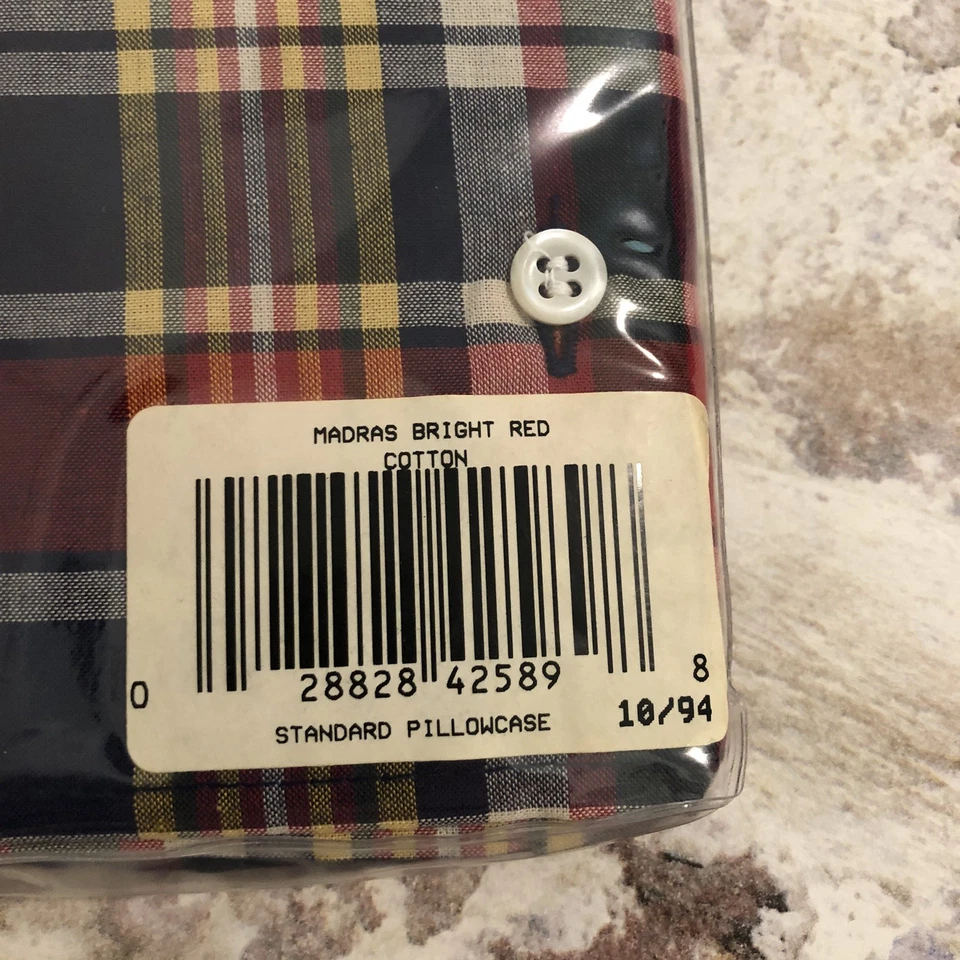 MADRAS BRIGHT RED
COTTON
0 28828 42589 8
STANDARD PILLOWCASE 10/94